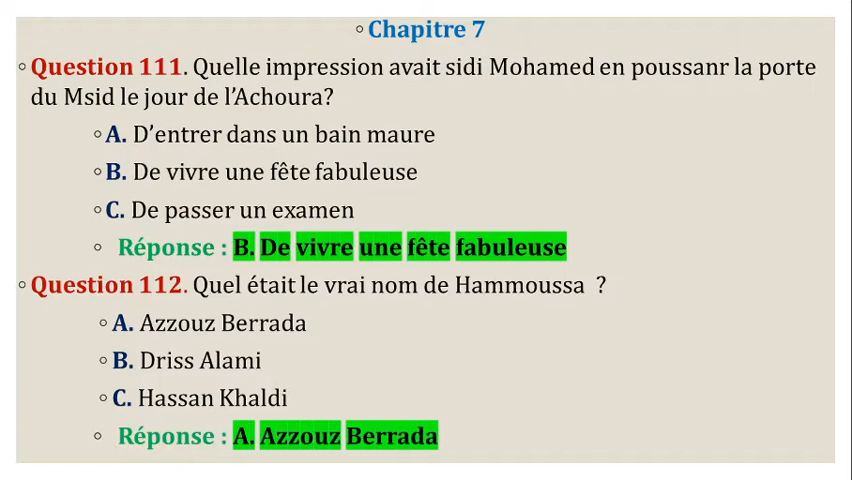 ◦ Chapitre 7
◦ Question 111. Quelle impression avait sidi Mohamed en poussanr la porte
du Msid le jour de l’Achoura?
◦ A. D’entrer dans un bain maure
◦ B. De vivre une fête fabuleuse
◦ C. De passer un examen
◦ Réponse : B. De vivre une fête fabuleuse
◦ Question 112. Quel était le vrai nom de Hammoussa ?
◦ A. Azzouz Berrada
◦ B. Driss Alami
◦ C. Hassan Khaldi
◦ Réponse : A. Azzouz Berrada